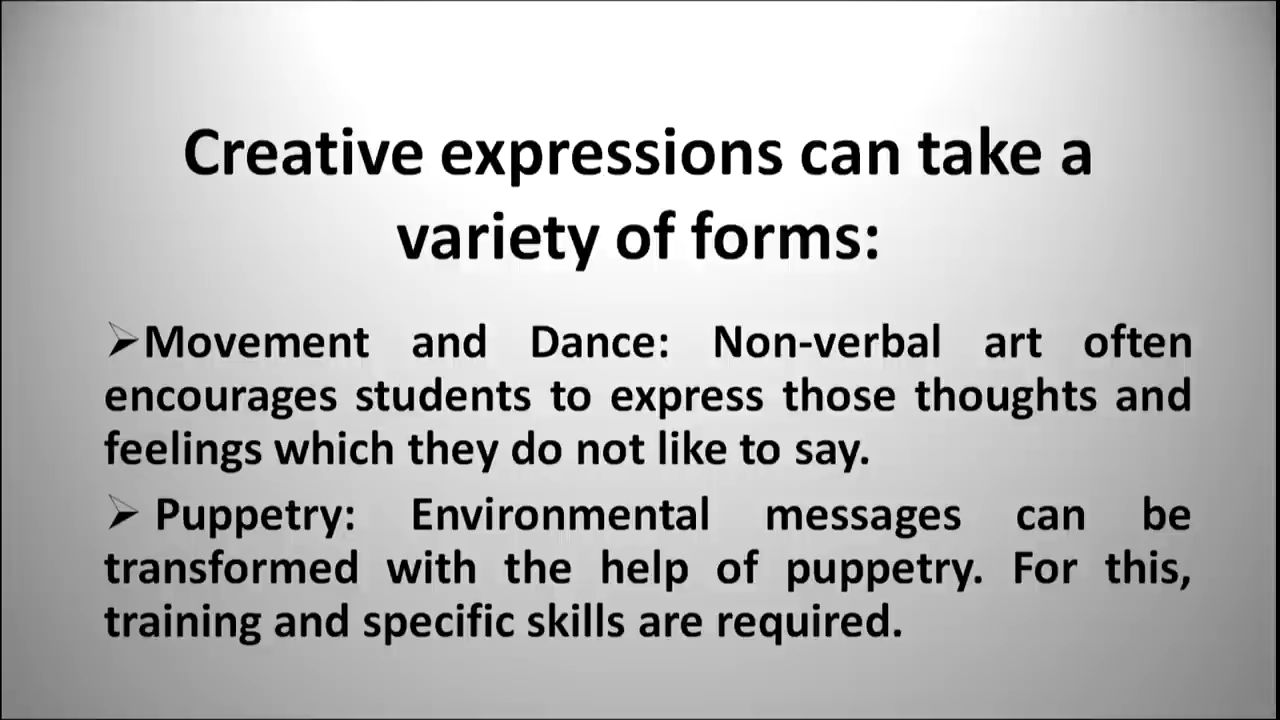 Creative expressions can take a
variety of forms:
➢Movement and Dance: Non-verbal art often
encourages students to express those thoughts and
feelings which they do not like to say.
➢ Puppetry: Environmental messages can be
transformed with the help of puppetry. For this,
training and specific skills are required.